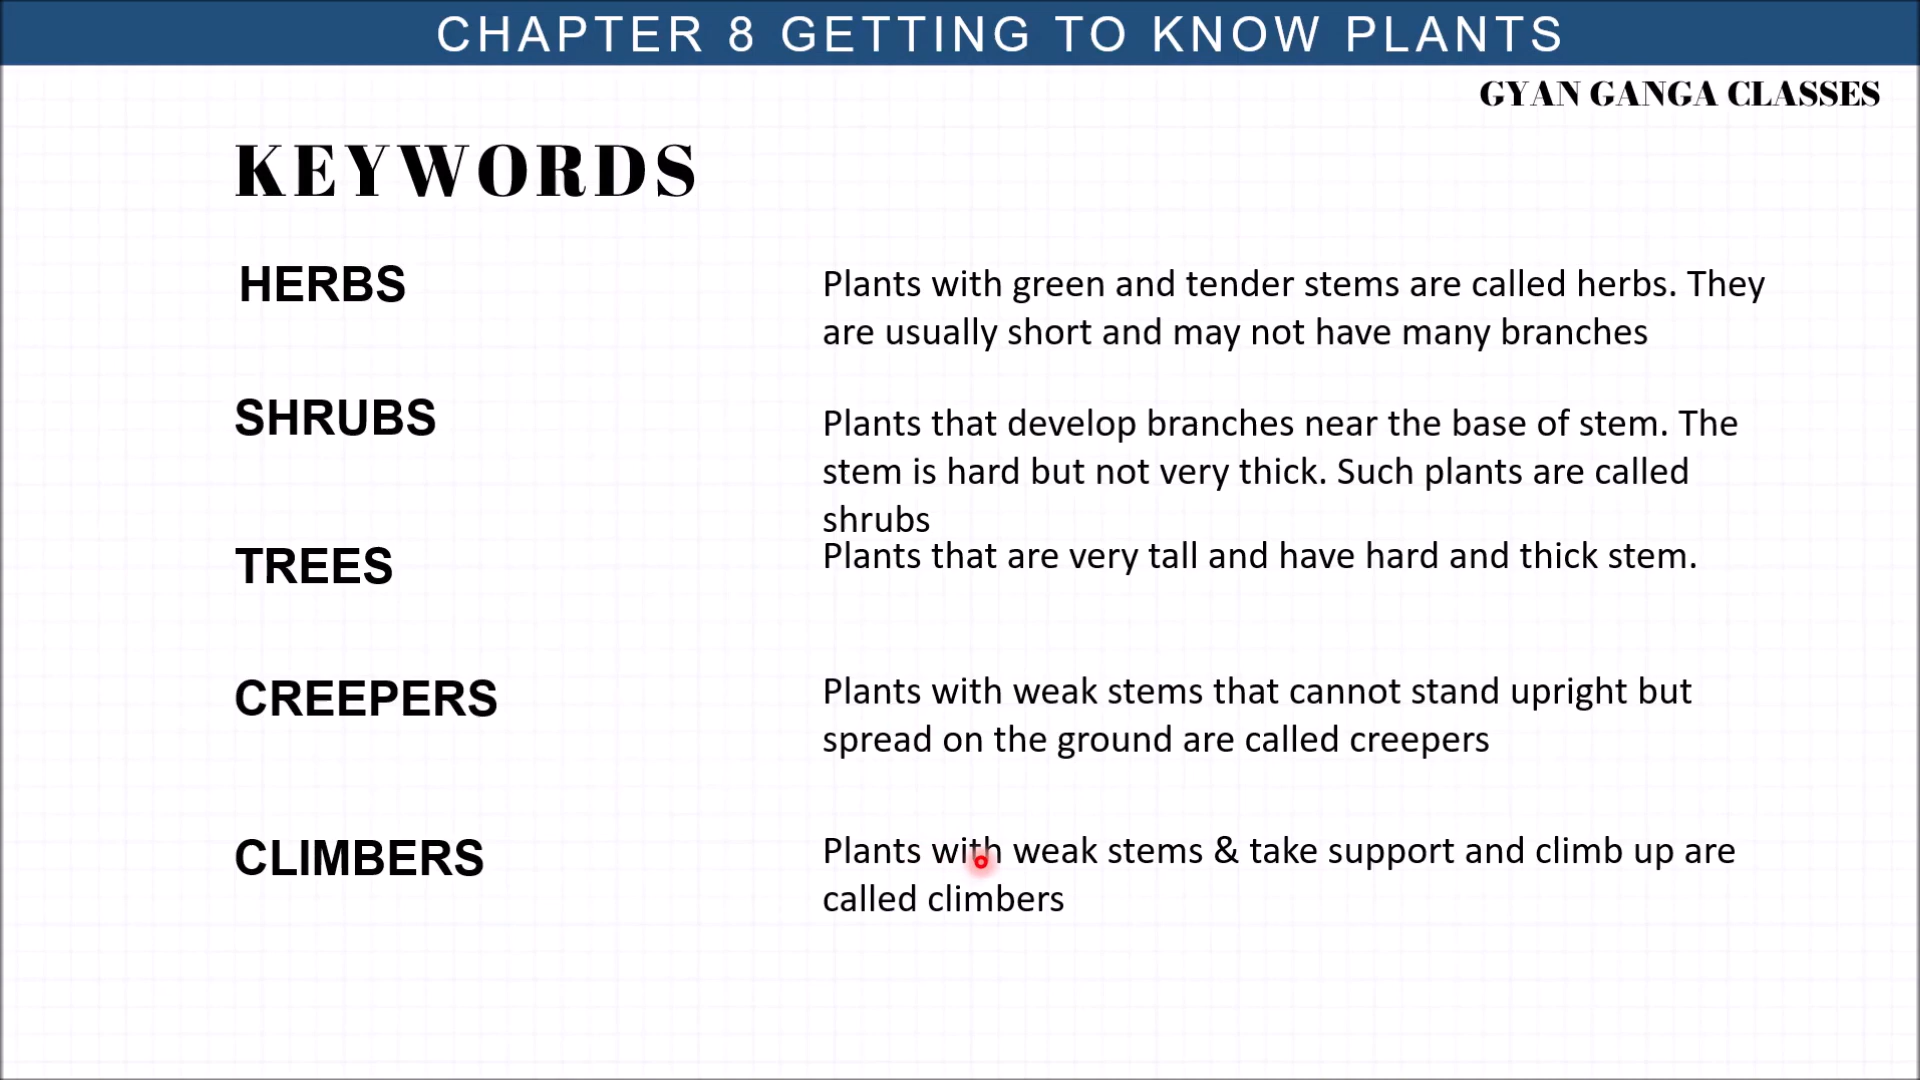 CHAPTER 8 GETTING TO KNOW PLANTS
GYAN GANGA CLASSES
KEYWORDS
HERBS
Plants with green and tender stems are called herbs. They
are usually short and may not have many branches
SHRUBS
Plants that develop branches near the base of stem. The
stem is hard but not very thick. Such plants are called
shrubs
TREES
Plants that are very tall and have hard and thick stem.
CREEPERS
Plants with weak stems that cannot stand upright but
spread on the ground are called creepers
CLIMBERS
Plants with weak stems & take support and climb up are
called climbers